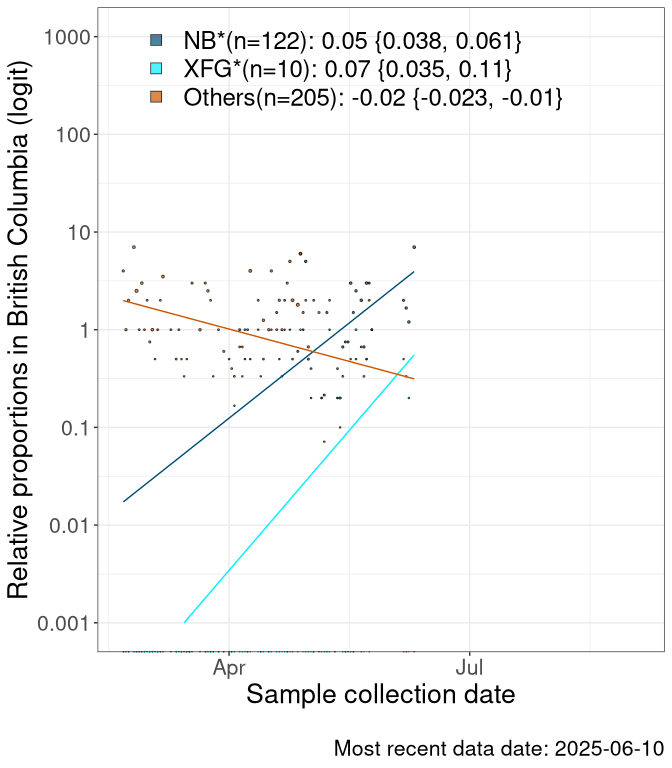 NB*(n=122): 0.05 {0.038, 0.061}
XFG*(n=10): 0.07 {0.035, 0.11}
Others(n=205): -0.02 {-0.023, -0.01}
Relative proportions in British Columbia (logit)
1000
100
10
1
0.1
0.01
0.001
Apr
Jul
Sample collection date
Most recent data date: 2025-06-10